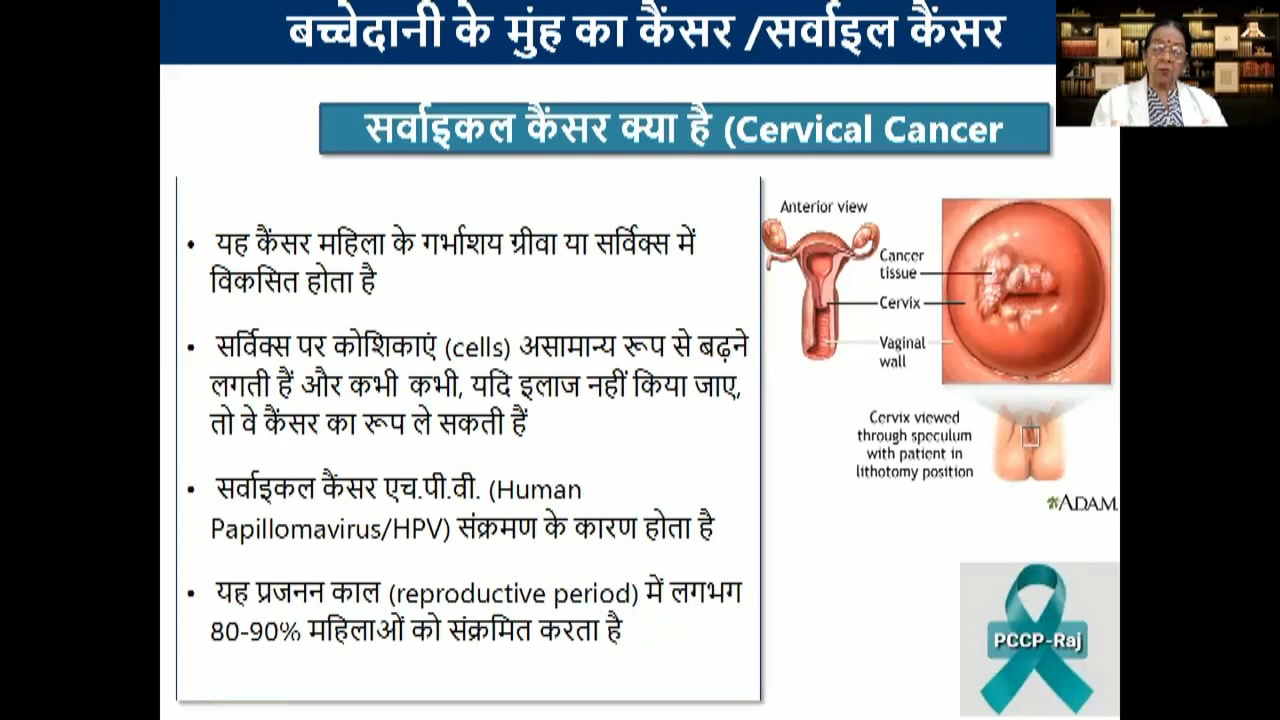 बच्चेदानी के मुंह का कैंसर /सर्वाइल कैंसर
सर्वाइकल कैंसर क्या है (Cervical Cancer
• यह कैंसर महिला के गर्भाशय ग्रीवा या सर्विक्स में
विकसित होता है
• सर्विक्स पर कोशिकाएं (cells) असामान्य रूप से बढ़ने
लगती हैं और कभी कभी, यदि इलाज नहीं किया जाए,
तो वे कैंसर का रूप ले सकती हैं
• सर्वाइकल कैंसर एच.पी.वी. (Human
Papillomavirus/HPV) संक्रमण के कारण होता है
• यह प्रजनन काल (reproductive period) में लगभग
80-90% महिलाओं को संक्रमित करता है
Anterior view
Cancer
tissue
Cervix
Vaginal
wall
Cervix viewed
through speculum
with patient in
lithotomy position
ADAM
PCCP-Raj